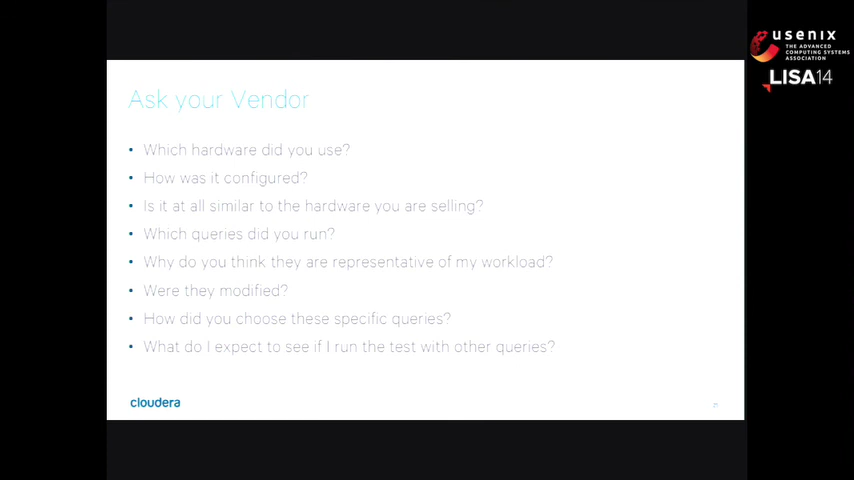 usenix
THE ADVANCED
COMPUTING SYSTEMS
ASSOCIATION
LISA14
Ask your Vendor
• Which hardware did you use?
• How was it configured?
• Is it at all similar to the hardware you are selling?
• Which queries did you run?
• Why do you think they are representative of my workload?
• Were they modified?
• How did you choose these specific queries?
• What do I expect to see if I run the test with other queries?
cloudera